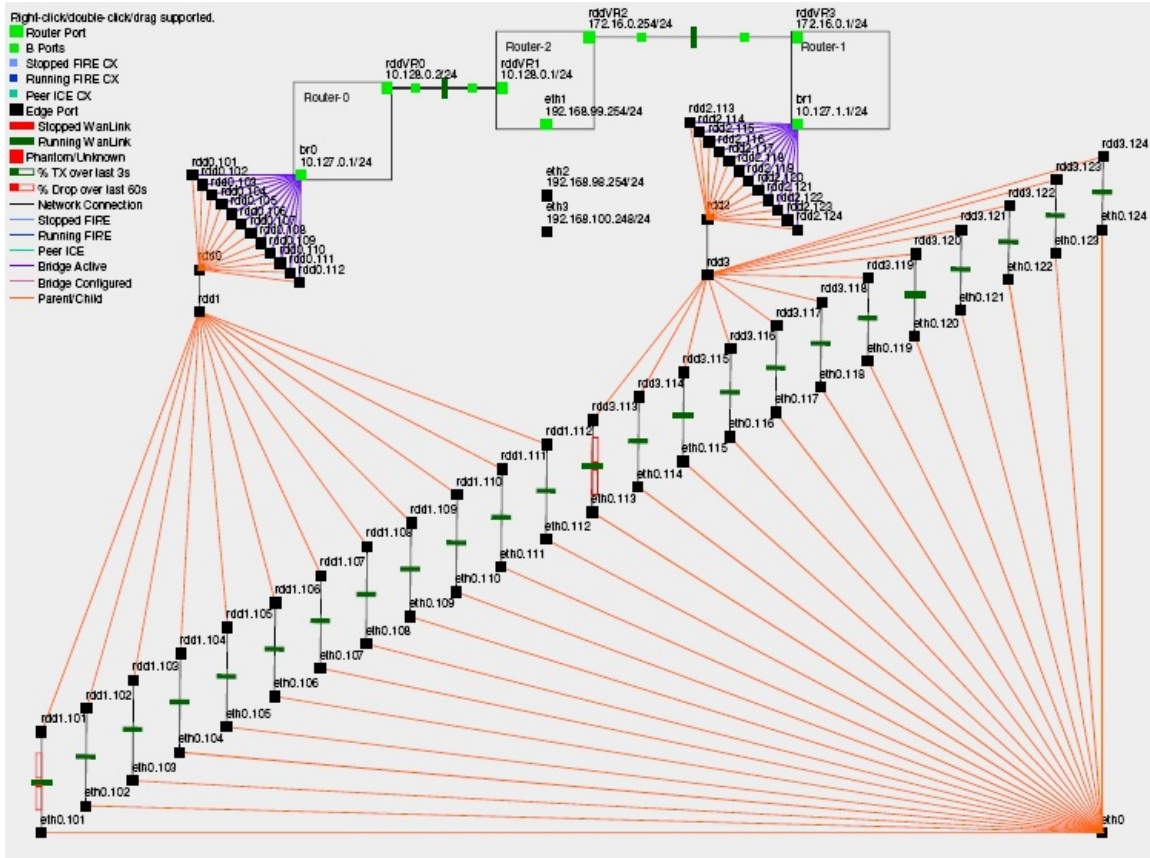 Right-click/double-click/drag supported.
Router Port
B Ports
Stopped FIRE CX
Running FIRE CX
Peer ICE CX
Edge Port
Stopped WanLink
Running WanLink
Phantom/Unknown
% TX over last 3s
% Drop over last 60s
Network Connection
Stopped FIRE
Running FIRE
Peer ICE
Bridge Active
Bridge Configured
Parent/Child
rddVR2
172.16.0.254/24
rddVR3
172.16.0.1/24
Router-2
Router-1
rddVR0
10.128.0.2/24
rddVR1
10.128.0.1/24
Router-0
eth1
192.168.99.254/24
br1
10.127.1.1/24
br0
10.127.0.1/24
eth2
192.168.98.254/24
eth3
192.168.100.248/24
rdd2.113
rdd2.114
rdd2.115
rdd2.116
rdd2.117
rdd2.118
rdd2.119
rdd2.120
rdd2.121
rdd2.122
rdd2.123
rdd2.124
rdd2
rdd3
rdd0.101
rdd0.102
rdd0.103
rdd0.104
rdd0.105
rdd0.106
rdd0.107
rdd0.108
rdd0.109
rdd0.110
rdd0.111
rdd0.112
rdd0
rdd1
rdd3.124
rdd3.123
rdd3.122
rdd3.121
rdd3.120
rdd3.119
rdd3.118
rdd3.117
rdd3.116
rdd3.115
rdd3.114
rdd3.113
eth0.124
eth0.123
eth0.122
eth0.121
eth0.120
eth0.119
eth0.118
eth0.117
eth0.116
eth0.115
eth0.114
eth0.113
rdd1.112
rdd1.111
rdd1.110
rdd1.109
rdd1.108
rdd1.107
rdd1.106
rdd1.105
rdd1.104
rdd1.103
rdd1.102
rdd1.101
eth0.112
eth0.111
eth0.110
eth0.109
eth0.108
eth0.107
eth0.106
eth0.105
eth0.104
eth0.103
eth0.102
eth0.101
eth0